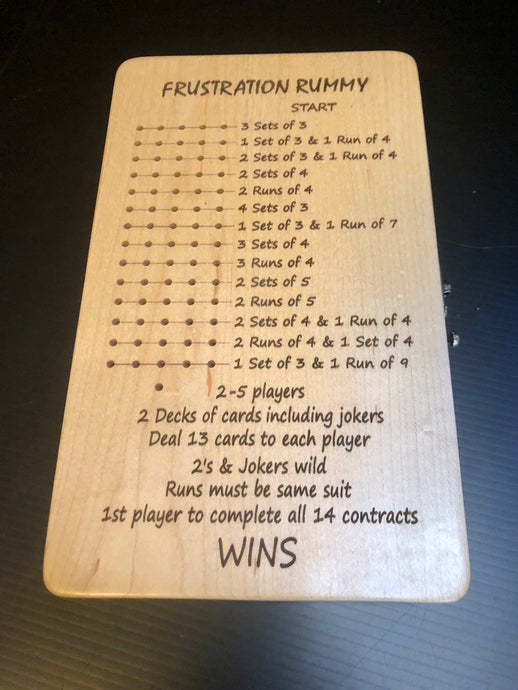 FRUSTRATION RUMMY
START
3 Sets of 3
1 Set of 3 & 1 Run of 4
2 Sets of 3 & 1 Run of 4
2 Sets of 4
2 Runs of 4
4 Sets of 3
1 Set of 3 & 1 Run of 7
3 Sets of 4
3 Runs of 4
2 Sets of 5
2 Runs of 5
2 Sets of 4 & 1 Run of 4
2 Runs of 4 & 1 Set of 4
1 Set of 3 & 1 Run of 9
2-5 players
2 Decks of cards including jokers
Deal 13 cards to each player
2's & Jokers wild
Runs must be same suit
1st player to complete all 14 contracts
WINS